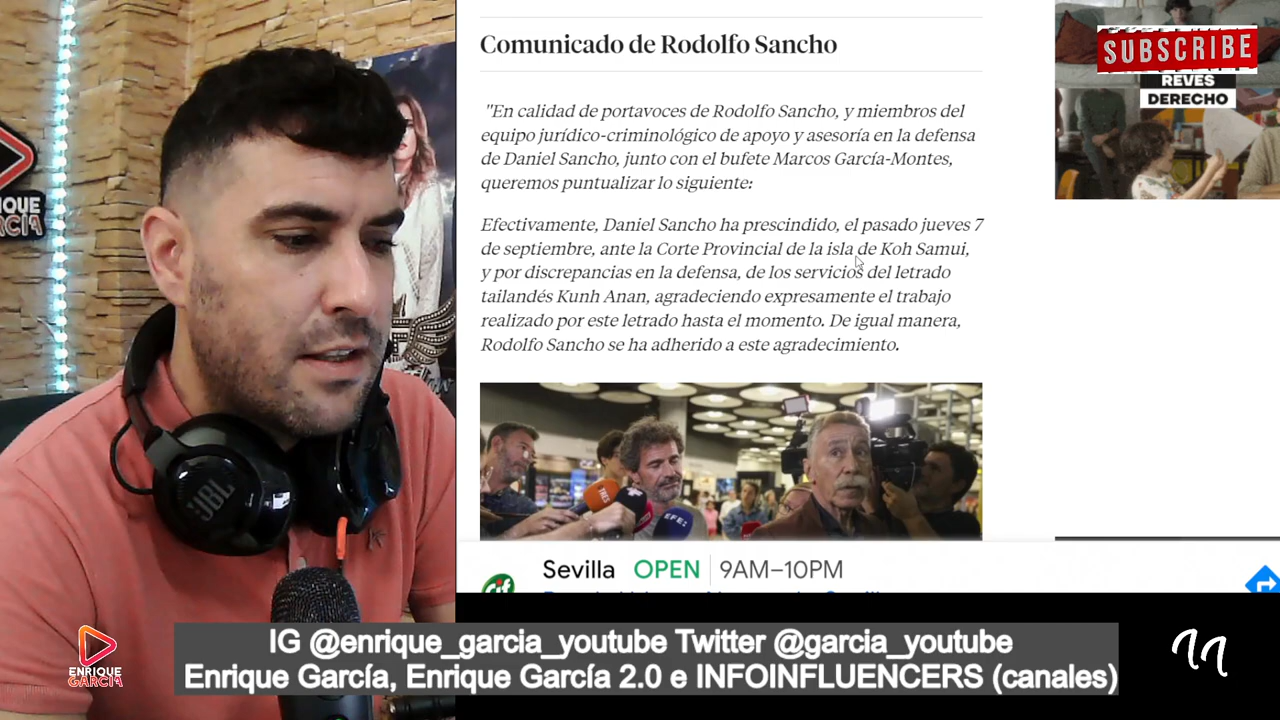 Comunicado de Rodolfo Sancho
"En calidad de portavoces de Rodolfo Sancho, y miembros del
equipo jurídico-criminológico de apoyo y asesoría en la defensa
de Daniel Sancho, junto con el bufete Marcos García-Montes,
queremos puntualizar lo siguiente:
Efectivamente, Daniel Sancho ha prescindido, el pasado jueves 7
de septiembre, ante la Corte Provincial de la isla de Koh Samui,
y por discrepancias en la defensa, de los servicios del letrado
tailandés Kunh Anan, agradeciendo expresamente el trabajo
realizado por este letrado hasta el momento. De igual manera,
Rodolfo Sancho se ha adherido a este agradecimiento.
SUBSCRIBE
REVES
DERECHO
JBL
EFE:
Sevilla OPEN 9AM–10PM
IG @enrique_garcia_youtube Twitter @garcia_youtube
Enrique García, Enrique García 2.0 e INFOINFLUENCERS (canales)
ENRIQUE
GARCÍA